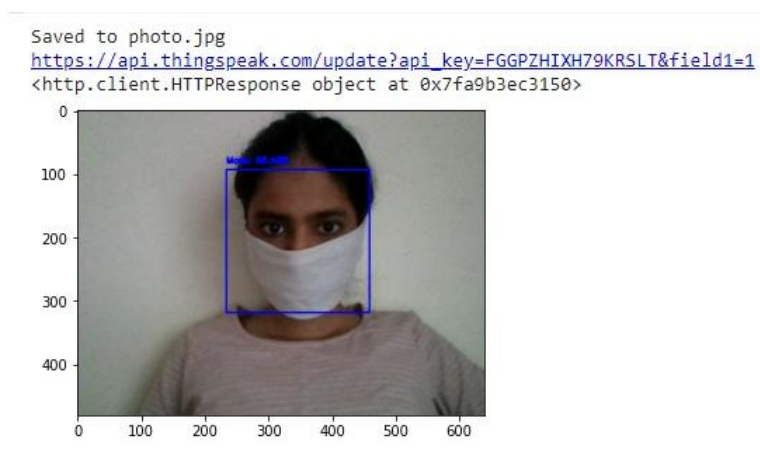 Saved to photo.jpg
https://api.thingspeak.com/update?api_key=FGGPZHIXH79KRSLT&field1=1
<http.client.HTTPResponse object at 0x7fa9b3ec3150>
0
100
200
300
400
0 100 200 300 400 500 600